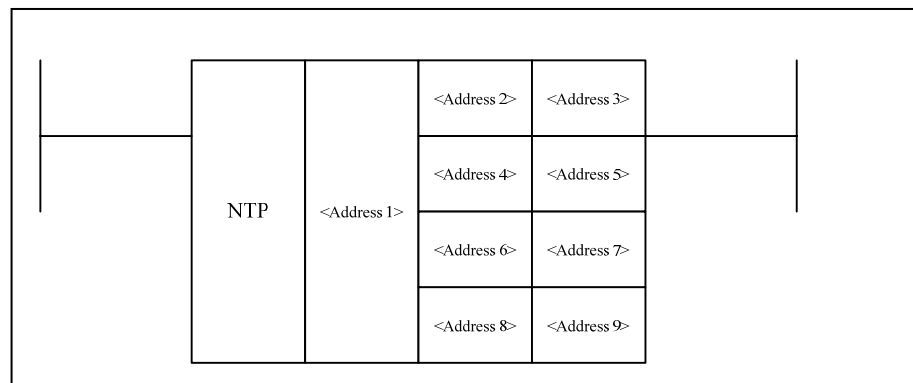 <Address 2> <Address 3>
<Address 4> <Address 5>
NTP <Address 1>
<Address 6> <Address 7>
<Address 8> <Address 9>